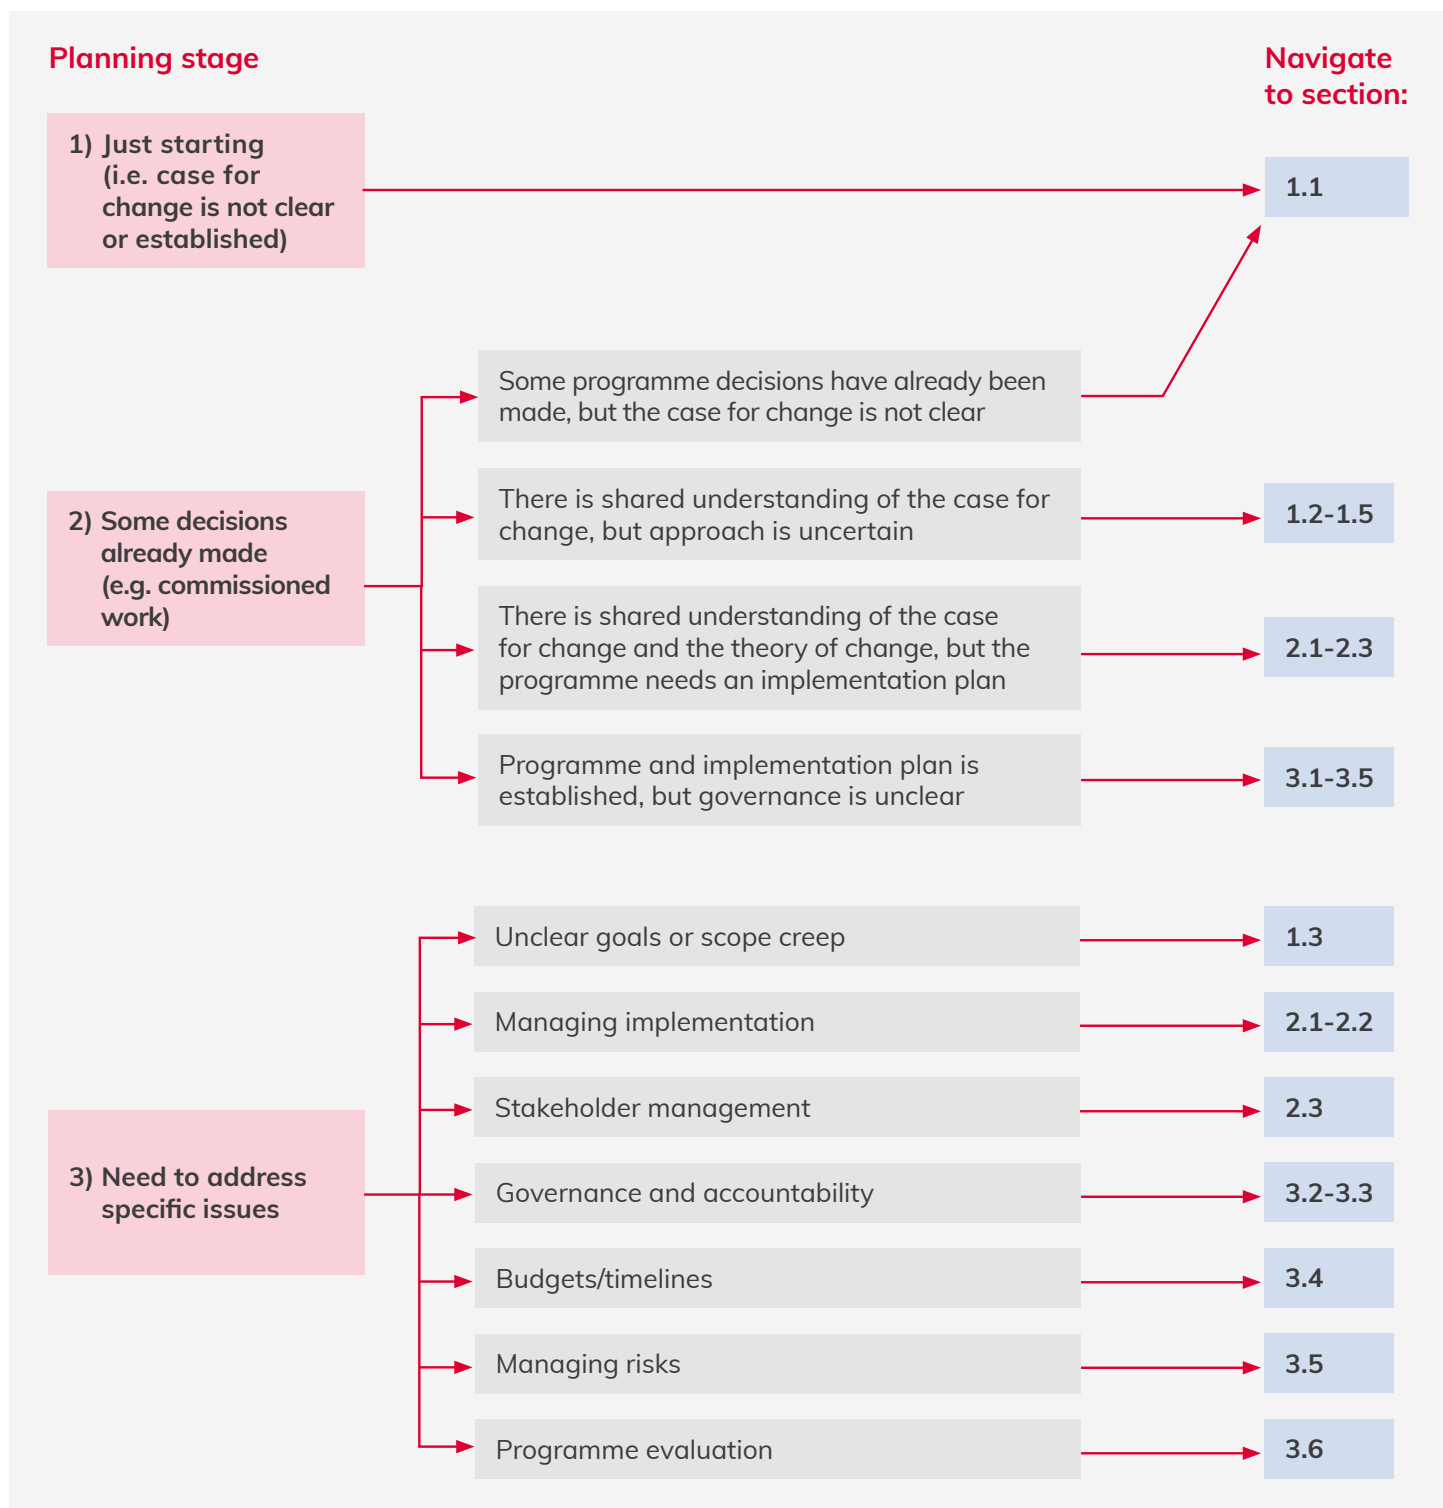 Planning stage
Navigate
to section:
1) Just starting
(i.e. case for
change is not clear
or established)
1.1
Some programme decisions have already been
made, but the case for change is not clear
2) Some decisions
already made
(e.g. commissioned
work)
There is shared understanding of the case for
change, but approach is uncertain
1.2-1.5
There is shared understanding of the case
for change and the theory of change, but the
programme needs an implementation plan
2.1-2.3
Programme and implementation plan is
established, but governance is unclear
3.1-3.5
3) Need to address
specific issues
Unclear goals or scope creep
1.3
Managing implementation
2.1-2.2
Stakeholder management
2.3
Governance and accountability
3.2-3.3
Budgets/timelines
3.4
Managing risks
3.5
Programme evaluation
3.6